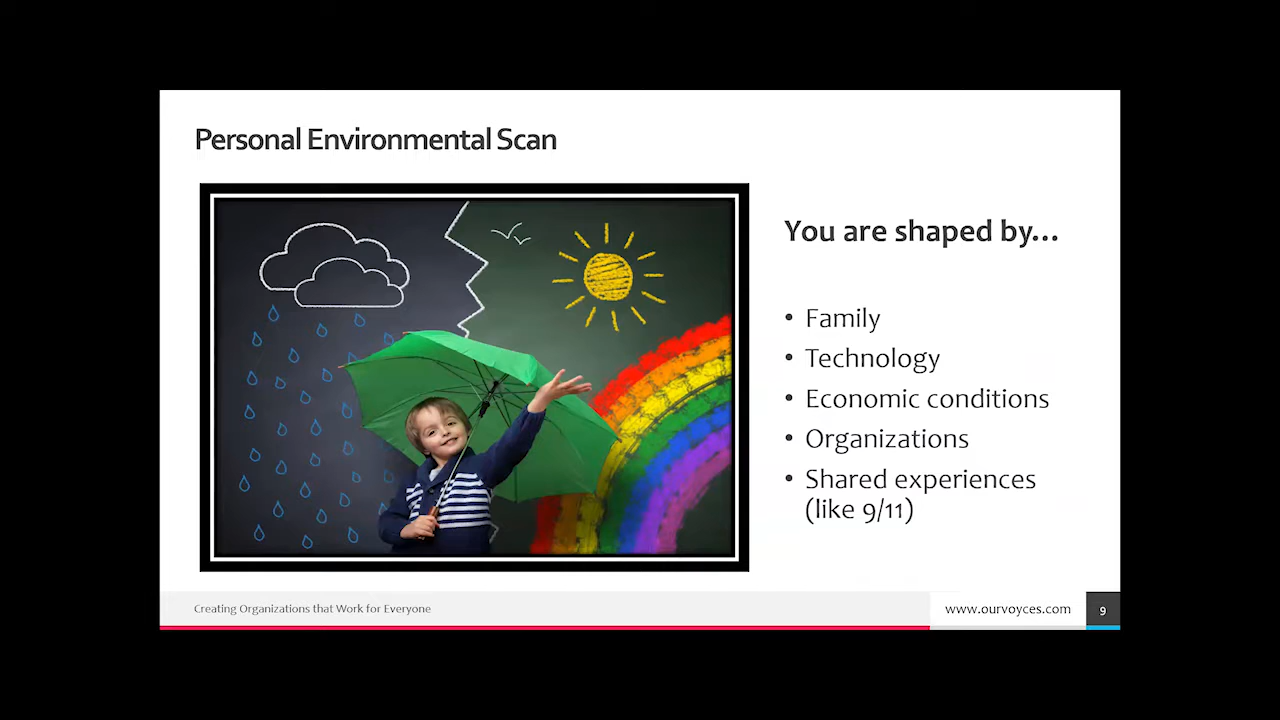 Personal Environmental Scan
You are shaped by...
• Family
• Technology
• Economic conditions
• Organizations
• Shared experiences
(like 9/11)
Creating Organizations that Work for Everyone
www.ourvoyces.com
9